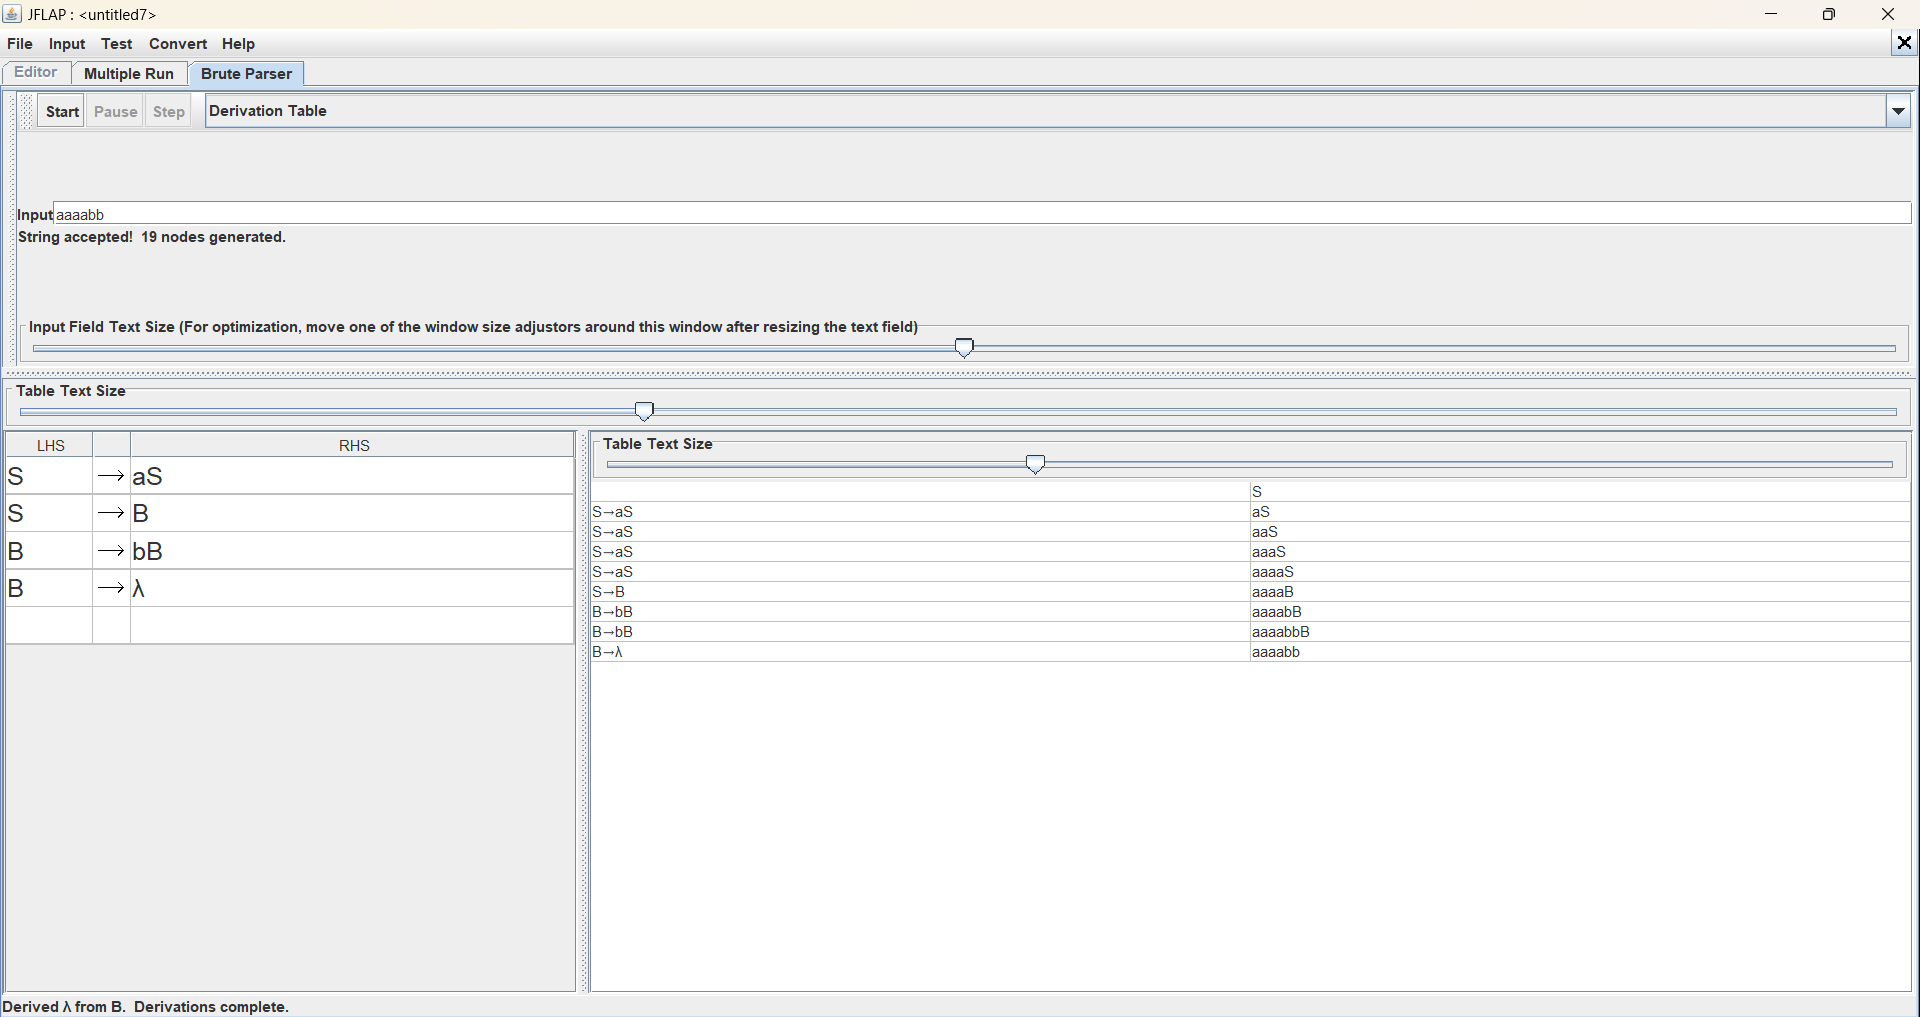 JFLAP : <untitled7>
File Input Test Convert Help
Editor Multiple Run Brute Parser
Start Pause Step Derivation Table
Input aaaabb
String accepted! 19 nodes generated.
Input Field Text Size (For optimization, move one of the window size adjustors around this window after resizing the text field)
Table Text Size
LHS RHS
S → aS
S → B
B → bB
B → λ
Table Text Size
S
S→aS aS
S→aS aaS
S→aS aaaS
S→aS aaaaS
S→B aaaaB
B→bB aaaabB
B→bB aaaabbB
B→λ aaaabb
Derived λ from B. Derivations complete.